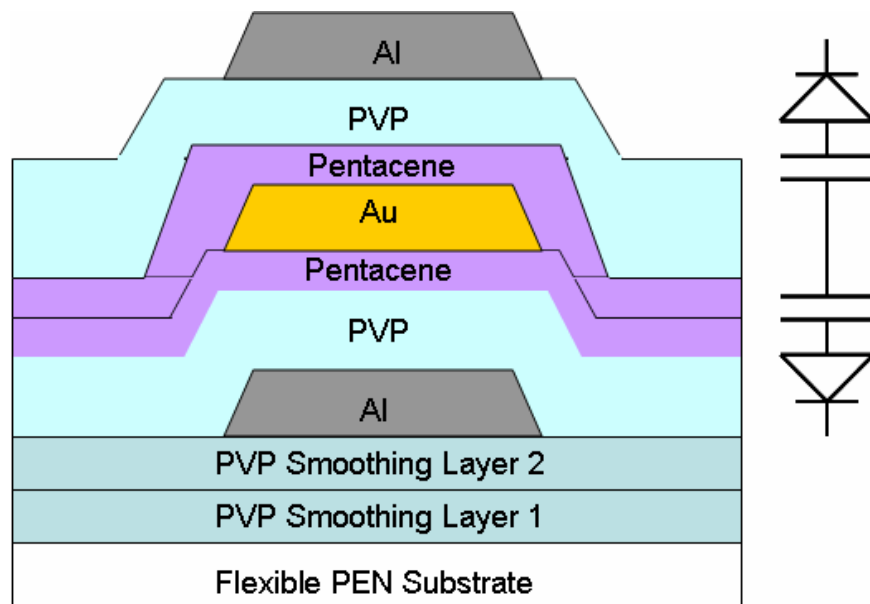 Al
PVP
Pentacene
Au
Pentacene
PVP
Al
PVP Smoothing Layer 2
PVP Smoothing Layer 1
Flexible PEN Substrate